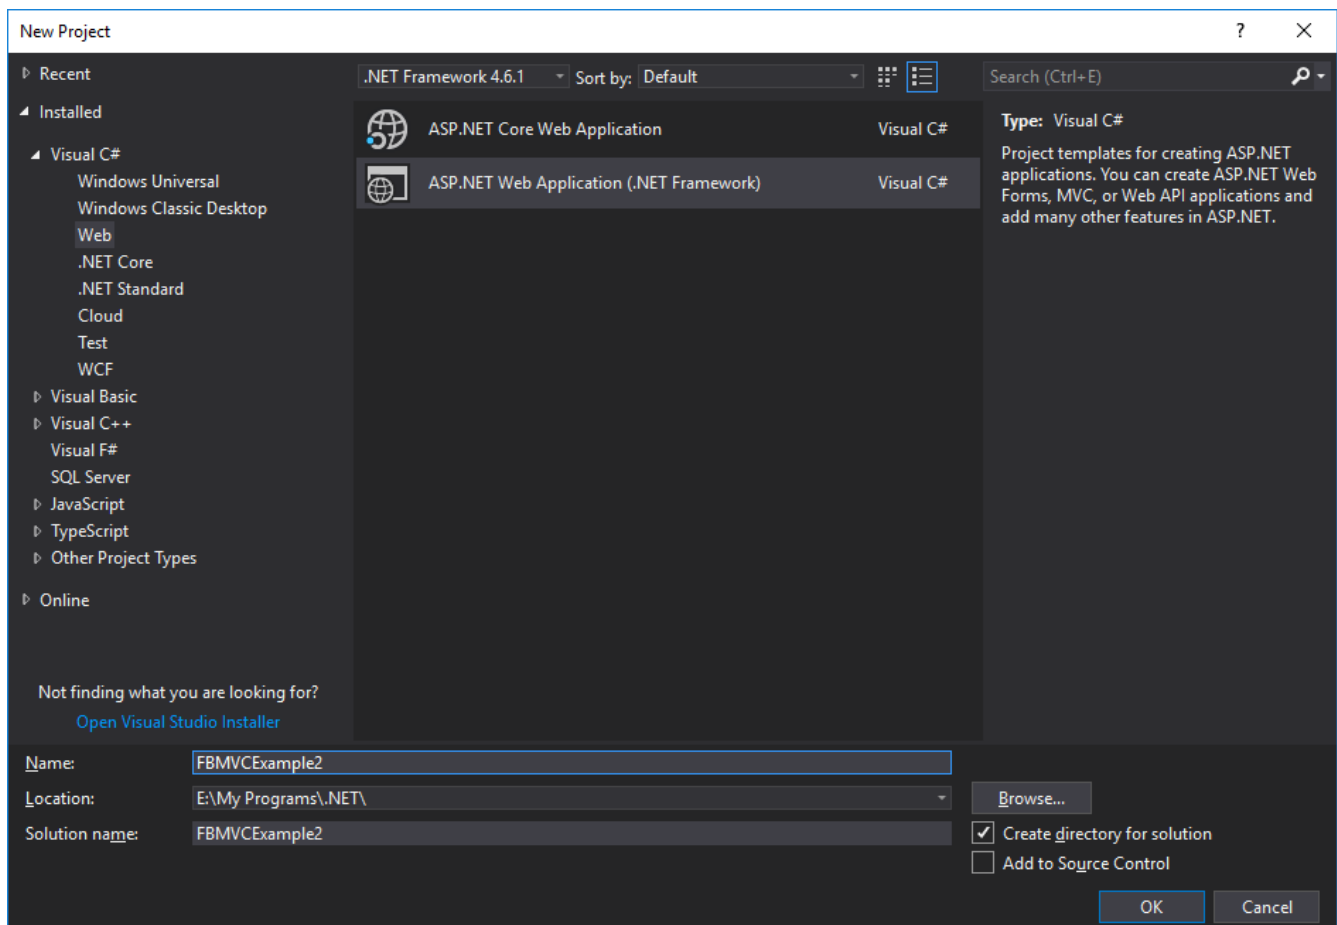 New Project
?
Recent
Installed
Visual C#
Windows Universal
Windows Classic Desktop
Web
.NET Core
.NET Standard
Cloud
Test
WCF
Visual Basic
Visual C++
Visual F#
SQL Server
JavaScript
TypeScript
Other Project Types
Online
Not finding what you are looking for?
Open Visual Studio Installer
.NET Framework 4.6.1 Sort by: Default
ASP.NET Core Web Application Visual C#
ASP.NET Web Application (.NET Framework) Visual C#
Search (Ctrl+E)
Type: Visual C#
Project templates for creating ASP.NET
applications. You can create ASP.NET Web
Forms, MVC, or Web API applications and
add many other features in ASP.NET.
Name: FBMVCExample2
Location: E:\My Programs\.NET\
Browse...
Solution name: FBMVCExample2
Create directory for solution
Add to Source Control
OK Cancel